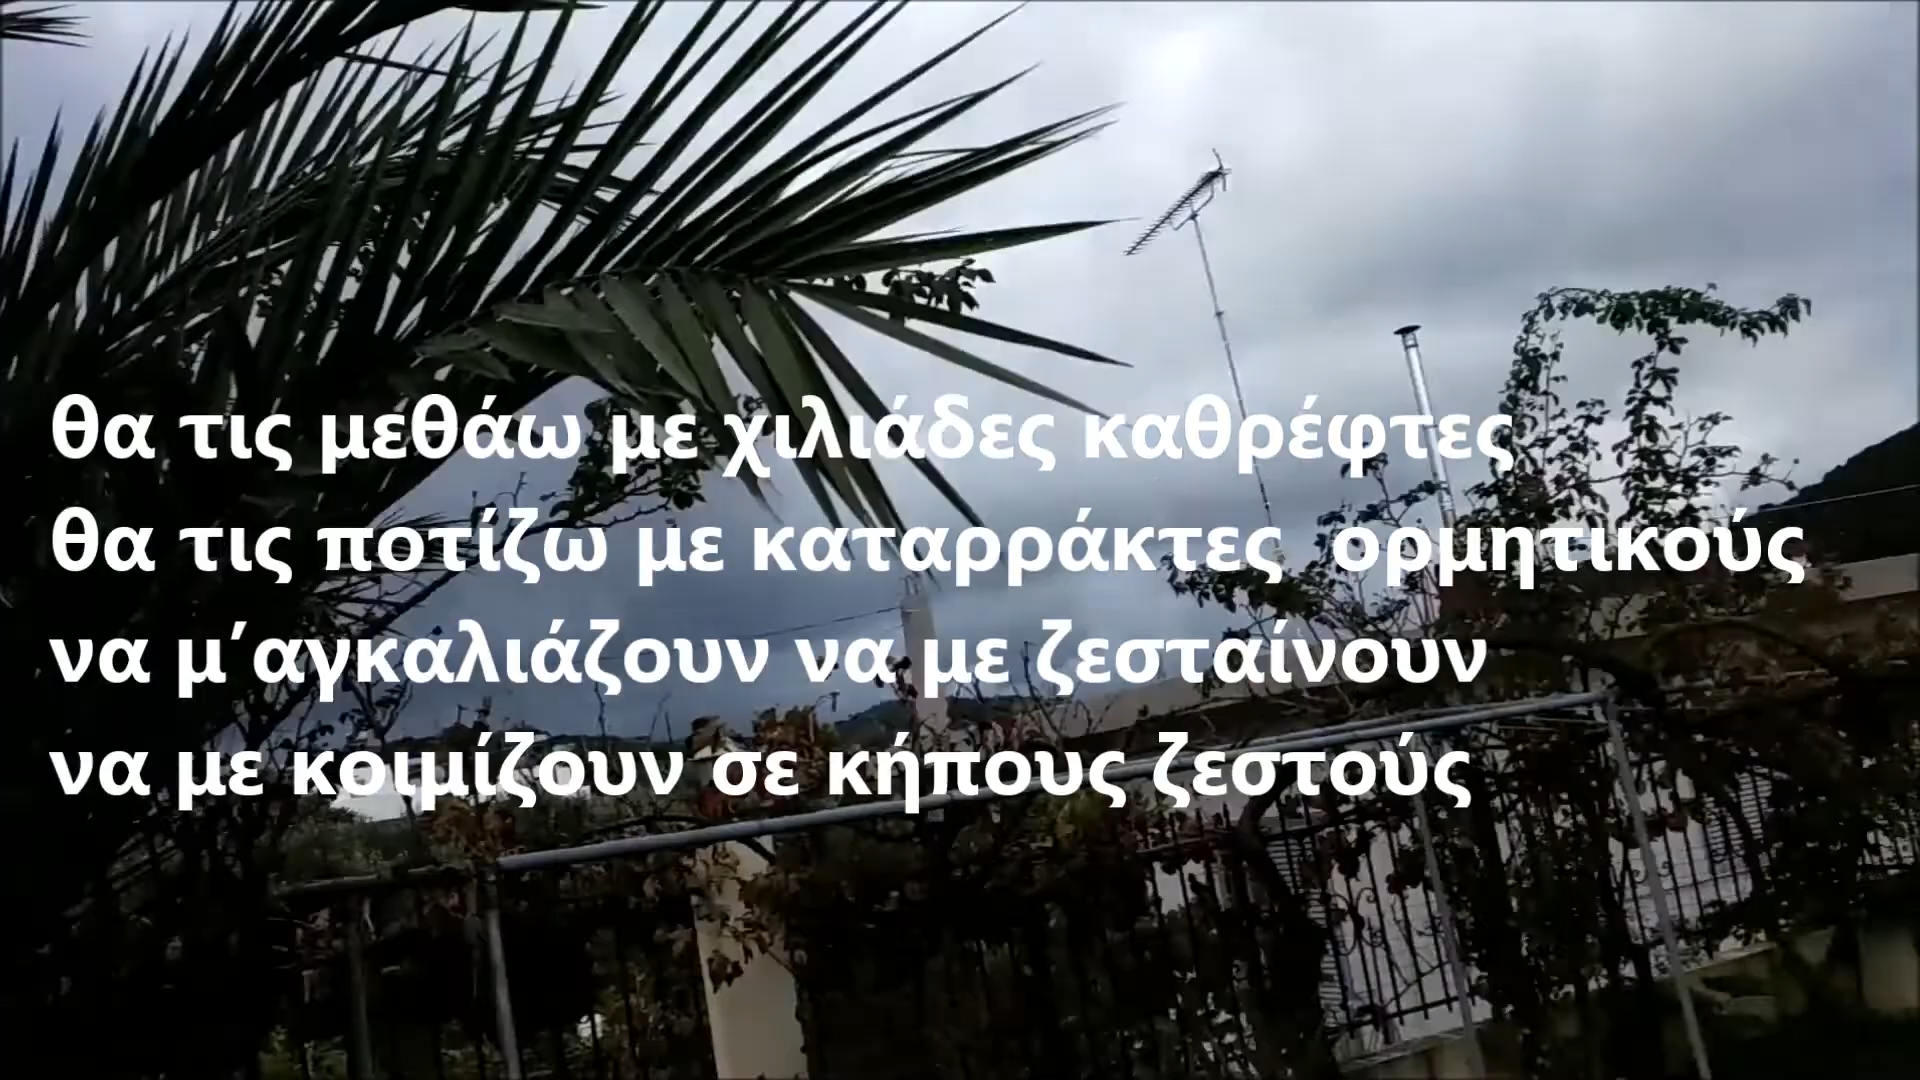 θα τις μεθάω με χιλιάδες καθρέφτες
θα τις ποτίζω με καταρράκτες  ορμητικούς
να μ΄αγκαλιάζουν να με ζεσταίνουν
να με κοιμίζουν σε κήπους ζεστούς